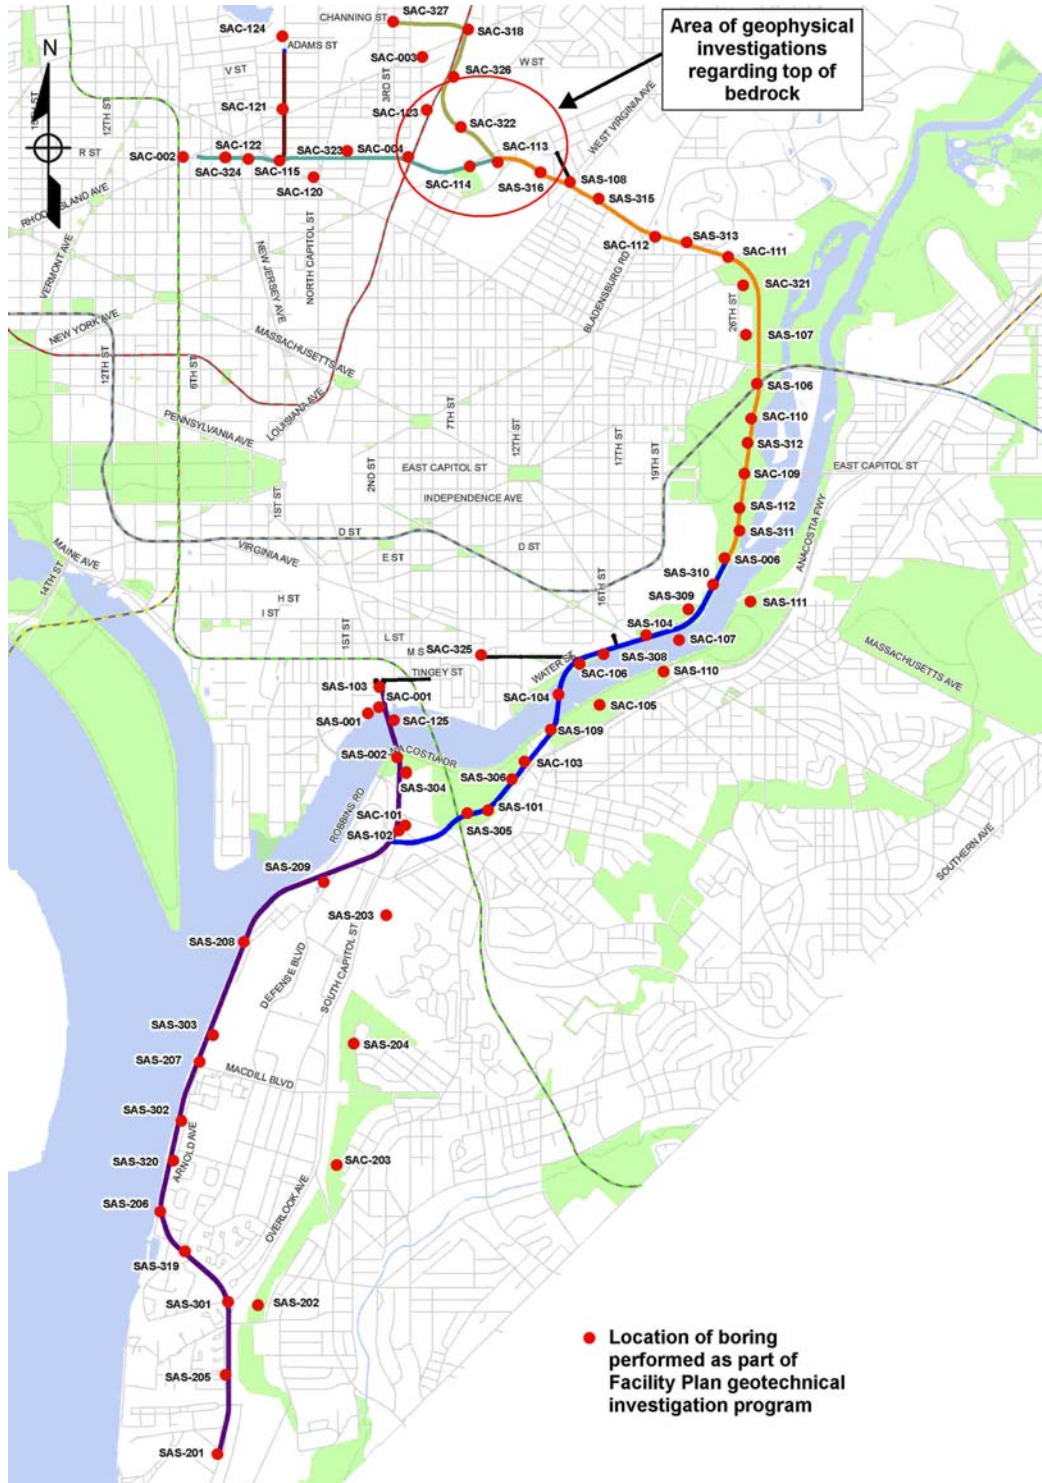 CHANNING ST
SAC-327
SAC-318
Area of geophysical
investigations
regarding top of
bedrock
SAC-124
ADAMS ST
N
V ST
SAC-003
W ST
3RD ST
SAC-326
12TH ST
SAC-121
SAC-123
WEST VIRGINIA AVE
SAC-322
R ST
SAC-002
SAC-122
SAC-323
SAC-004
SAC-113
SAC-324
SAC-115
SAC-120
SAC-114
SAS-316
SAS-108
SAS-315
NORTH CAPITOL ST
NEW JERSEY AVE
VERMONT AVE
SAC-112
SAS-313
SAC-111
BLADENSBURG RD
SAC-321
26TH ST
NEW YORK AVE
MASSACHUSETTS AVE
SAS-107
12TH ST
6TH ST
LOUISIANA AVE
SAS-106
PENNSYLVANIA AVE
7TH ST
SAC-110
12TH ST
17TH ST
19TH ST
SAS-312
2ND ST
EAST CAPITOL ST
SAC-109
EAST CAPITOL ST
1ST ST
INDEPENDENCE AVE
SAS-112
ANACOSTIA FWY
D ST
SAS-311
MAINE AVE
VIRGINIA AVE
E ST
D ST
SAS-006
14TH ST
SAS-310
16TH ST
H ST
SAS-309
SAS-111
I ST
1ST ST
L ST
SAS-104
SAC-107
MASSACHUSETTS AVE
M S
SAC-325
WATER ST
SAS-308
SAC-106
SAS-110
TINGEY ST
SAS-103
SAC-001
SAC-104
SAC-105
SAS-001
SAC-125
SAS-109
SAS-002
NACOSTIA DR
SAC-103
SAS-304
SAS-306
ROBBINS RD
SAC-101
SAS-101
SAS-102
SAS-305
SOUTHERN AVE
SAS-209
SAS-203
SAS-208
DEFENSE BLVD
SOUTH CAPITOL ST
SAS-303
SAS-204
SAS-207
MACDILL BLVD
SAS-302
ARNOLD AVE
SAS-320
SAC-203
SAS-206
OVERLOOK AVE
SAS-319
SAS-301
SAS-202
Location of boring
performed as part of
Facility Plan geotechnical
investigation program
SAS-205
SAS-201